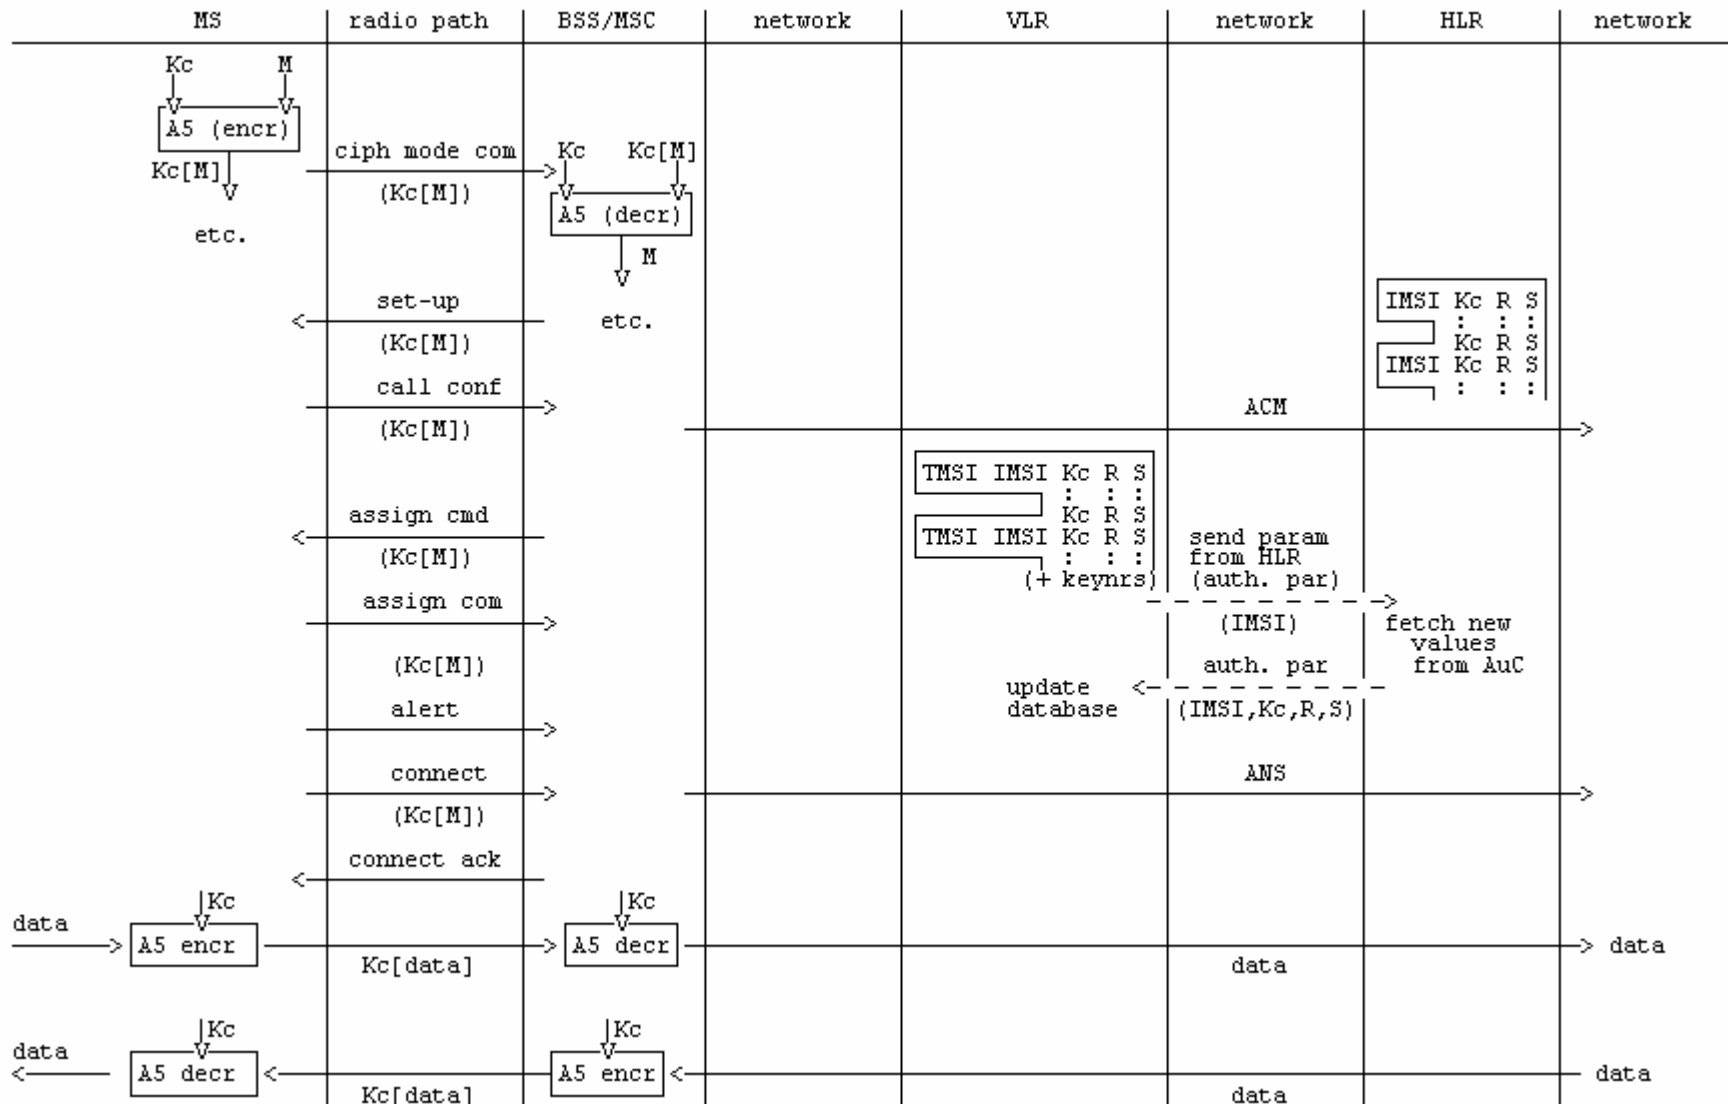 MS radio path BSS/MSC network VLR network HLR network
Kc M
A5 (encr)
ciph mode com Kc Kc[M]
Kc[M]
(Kc[M])
A5 (decr)
etc.
M
set-up IMSI Kc R S
etc. : : :
(Kc[M]) Kc R S
IMSI Kc R S
call conf : : :
ACM
(Kc[M])
TMSI IMSI Kc R S
: : :
assign cmd Kc R S
TMSI IMSI Kc R S send param
(Kc[M]) : : : from HLR
(+ keynrs) (auth. par)
assign com
(IMSI) fetch new
values
(Kc[M]) auth. par from AuC
update
alert database (IMSI,Kc,R,S)
connect ANS
(Kc[M])
connect ack
Kc Kc
data
A5 encr A5 decr data
Kc[data] data
Kc Kc
data
A5 decr A5 encr data
Kc[data] data